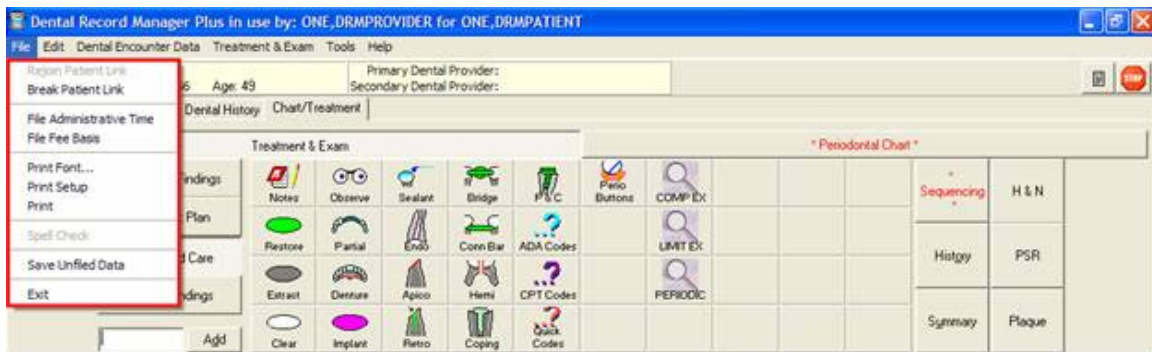 Dental Record Manager Plus in use by: ONE,DRMPROVIDER for ONE,DRMPATIENT
File Edit Dental Encounter Data Treatment & Exam Tools Help
Rejoin Patient Link
Break Patient Link
File Administrative Time
File Fee Basis
Print Font...
Print Setup
Print
Spell Check
Save Unfiled Data
Exit
Age: 49
Primary Dental Provider:
Secondary Dental Provider:
STOP
Dental History Chart/Treatment
Treatment & Exam
* Periodontal Chart *
Plan
Care
Add
Notes Observe Sealant Bridge P&C Perio Buttons COMP EX
Restore Partial Endo Conn Bar ADA Codes LIMIT EX
Extract Denture Apico Hemi CPT Codes PERIODIC
Clear Implant Retro Coping Quick Codes
* Sequencing * H & N
History PSR
Summary Plaque